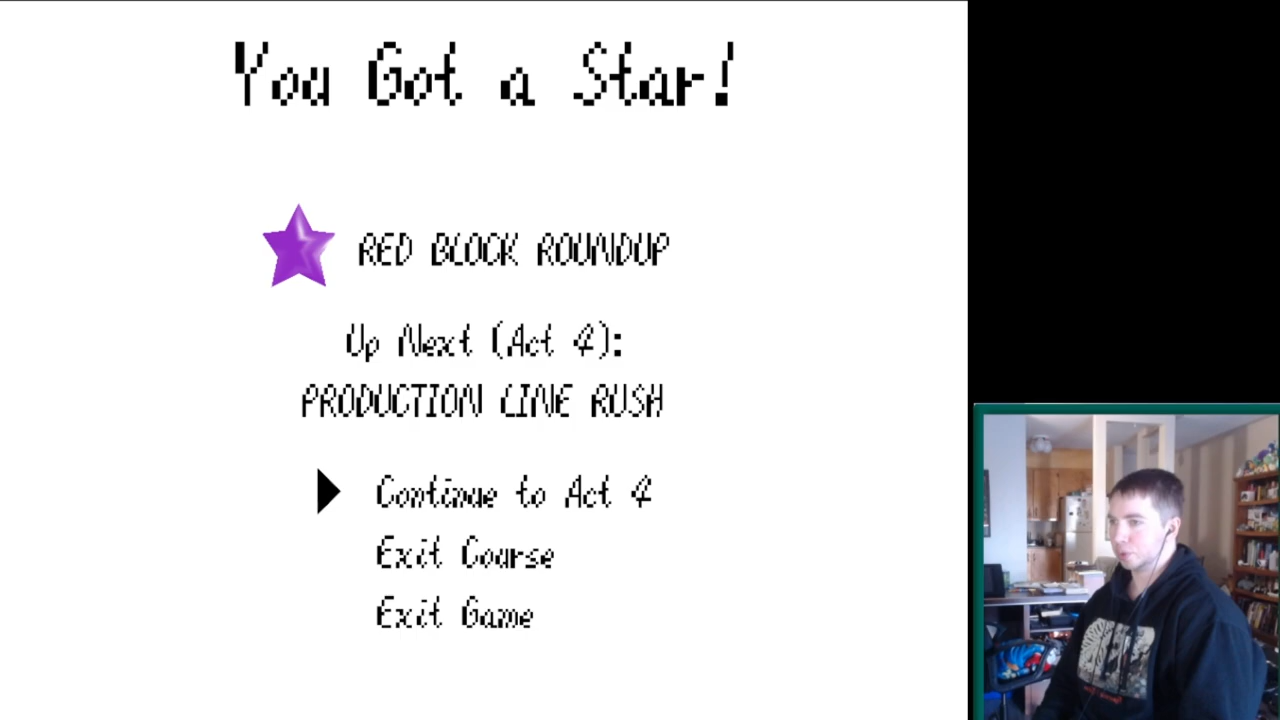 You Got a Star!
RED BLOCK ROUNDUP
Up Next (Act 4):
PRODUCTION LINE RUSH
Continue to Act 4
Exit Course
Exit Game